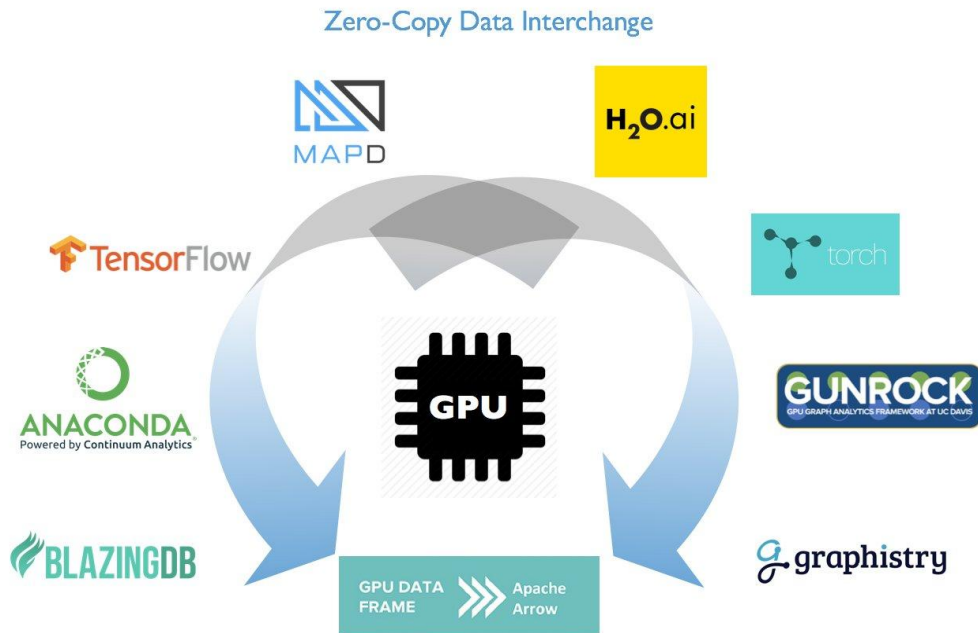 Zero-Copy Data Interchange
MAPD
H2O.ai
TensorFlow
torch
ANACONDA
Powered by Continuum Analytics
GPU
GUNROCK
GPU GRAPH ANALYTICS FRAMEWORK AT UC DAVIS
BLAZINGDB
graphistry
GPU DATA
FRAME
Apache
Arrow